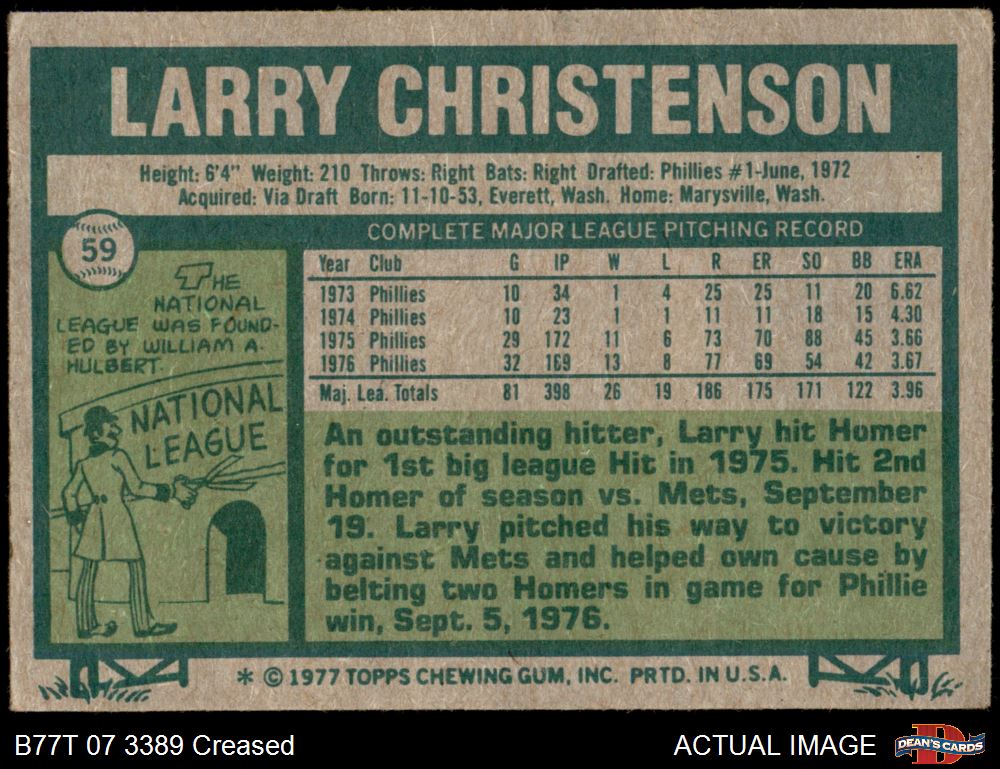 LARRY CHRISTENSON
Height: 6'4" Weight: 210 Throws: Right Bats: Right Drafted: Phillies #1-June, 1972
Acquired: Via Draft Born: 11-10-53, Everett, Wash. Home: Marysville, Wash.
59
THE
NATIONAL
LEAGUE WAS FOUND-
ED BY WILLIAM A.
HULBERT.
NATIONAL
LEAGUE
COMPLETE MAJOR LEAGUE PITCHING RECORD
Year Club G IP W L R ER SO BB ERA
1973 Phillies 10 34 1 4 25 25 11 20 6.62
1974 Phillies 10 23 1 1 11 11 18 15 4.30
1975 Phillies 29 172 11 6 73 70 88 45 3.66
1976 Phillies 32 169 13 8 77 69 54 42 3.67
Maj. Lea. Totals 81 398 26 19 186 175 171 122 3.96
An outstanding hitter, Larry hit Homer
for 1st big league Hit in 1975. Hit 2nd
Homer of season vs. Mets, September
19. Larry pitched his way to victory
against Mets and helped own cause by
belting two Homers in game for Phillie
win, Sept. 5, 1976.
* © 1977 TOPPS CHEWING GUM, INC. PRTD. IN U.S.A.
B77T 07 3389 Creased
ACTUAL IMAGE
DEAN'S CARDS